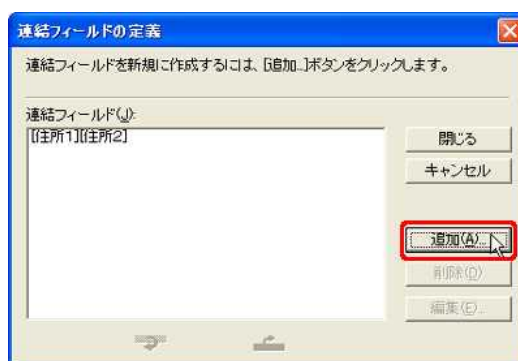 連結フィールドの定義
連結フィールドを新規に作成するには、[追加...]ボタンをクリックします。
連結フィールド(J):
[住所1][住所2]
閉じる
キャンセル
追加(A)...
削除(D)
編集(E)...